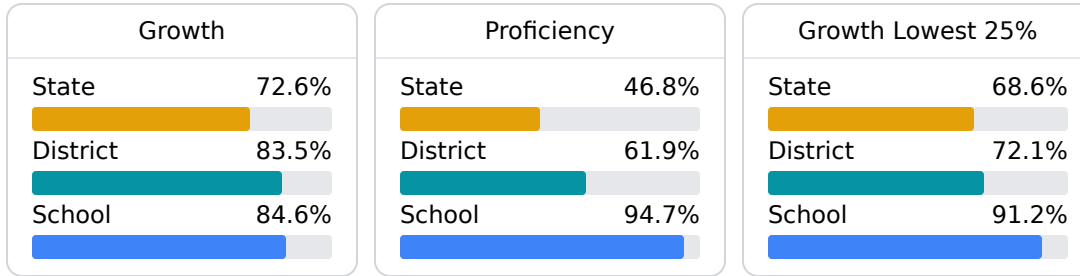 Growth
State 72.6%
District 83.5%
School 84.6%
Proficiency
State 46.8%
District 61.9%
School 94.7%
Growth Lowest 25%
State 68.6%
District 72.1%
School 91.2%